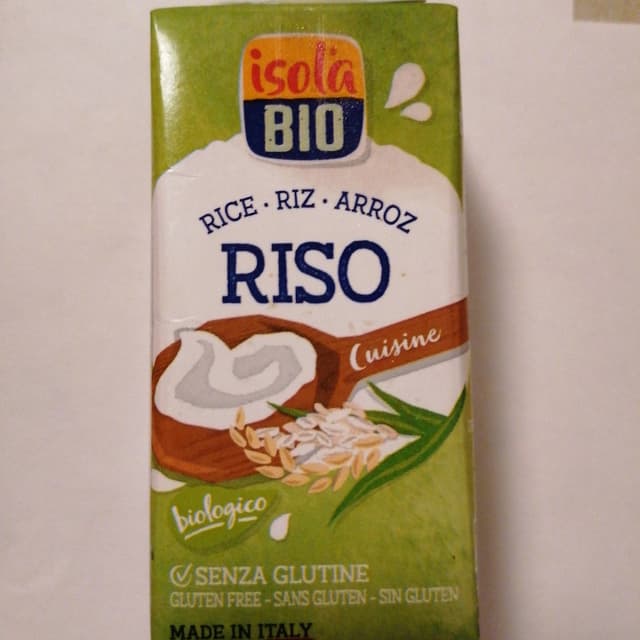 isola
BIO
RICE · RIZ · ARROZ
RISO
Cuisine
biologico
SENZA GLUTINE
GLUTEN FREE - SANS GLUTEN - SIN GLUTEN
MADE IN ITALY